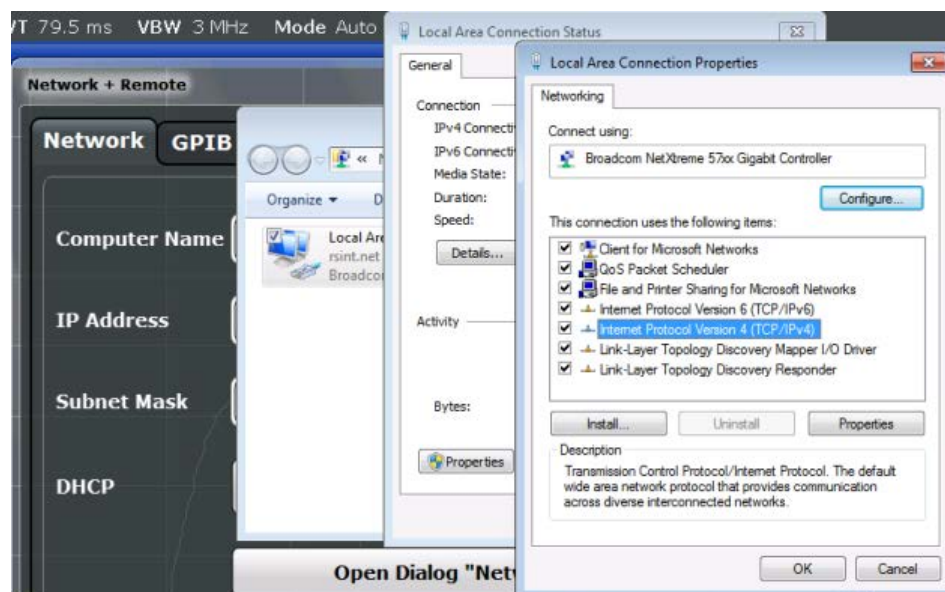 VT 79.5 ms VBW 3 MHz Mode Auto
Network + Remote
Network GPIB
Computer Name
IP Address
Subnet Mask
DHCP
Organize
Local Are
rsint.net
Broadco
Open Dialog "Netw
Local Area Connection Status
General
Connection
IPv4 Connecti
IPv6 Connecti
Media State:
Duration:
Speed:
Details...
Activity
Bytes:
Properties
Local Area Connection Properties
Networking
Connect using:
Broadcom NetXtreme 57xx Gigabit Controller
Configure...
This connection uses the following items:
Client for Microsoft Networks
QoS Packet Scheduler
File and Printer Sharing for Microsoft Networks
Internet Protocol Version 6 (TCP/IPv6)
Internet Protocol Version 4 (TCP/IPv4)
Link-Layer Topology Discovery Mapper I/O Driver
Link-Layer Topology Discovery Responder
Install... Uninstall Properties
Description
Transmission Control Protocol/Internet Protocol. The default
wide area network protocol that provides communication
across diverse interconnected networks.
OK Cancel